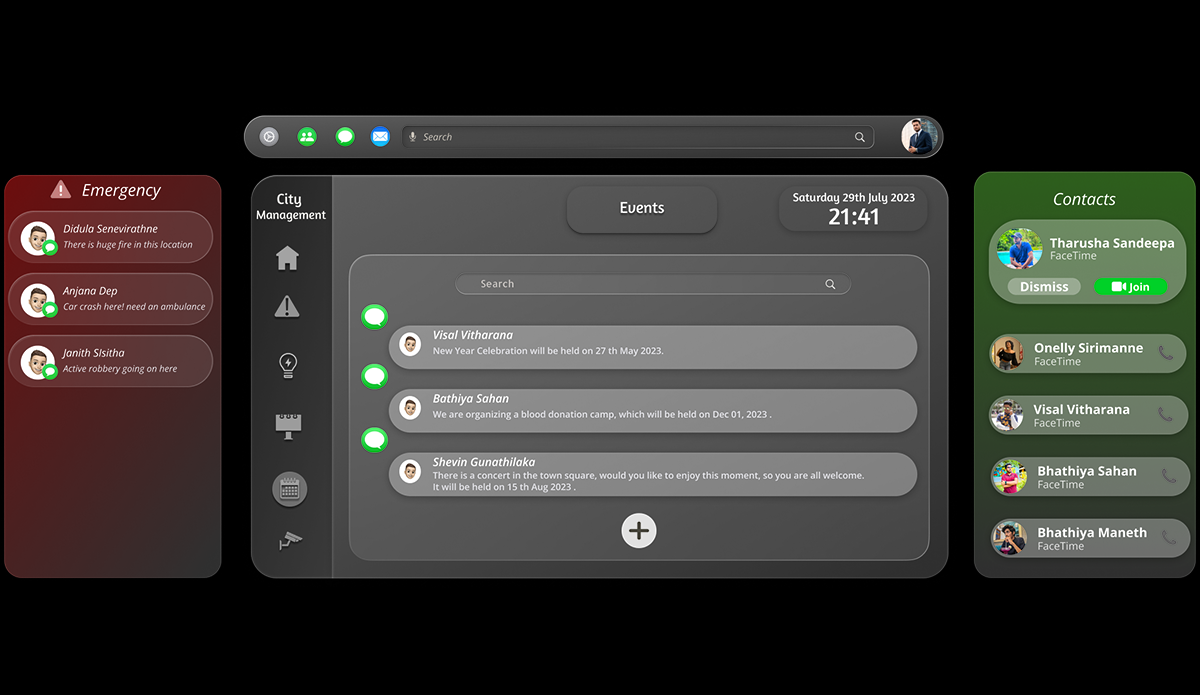 Search
Emergency
Didula Senevirathne
There is huge fire in this location
Anjana Dep
Car crash here! need an ambulance
Janith SIsitha
Active robbery going on here
City
Management
Events
Saturday 29th July 2023
21:41
Search
Visal Vitharana
New Year Celebration will be held on 27 th May 2023.
Bathiya Sahan
We are organizing a blood donation camp, which will be held on Dec 01, 2023 .
Shevin Gunathilaka
There is a concert in the town square, would you like to enjoy this moment, so you are all welcome.
It will be held on 15 th Aug 2023 .
Contacts
Tharusha Sandeepa
FaceTime
Dismiss
Join
Onelly Sirimanne
FaceTime
Visal Vitharana
FaceTime
Bhathiya Sahan
FaceTime
Bhathiya Maneth
FaceTime